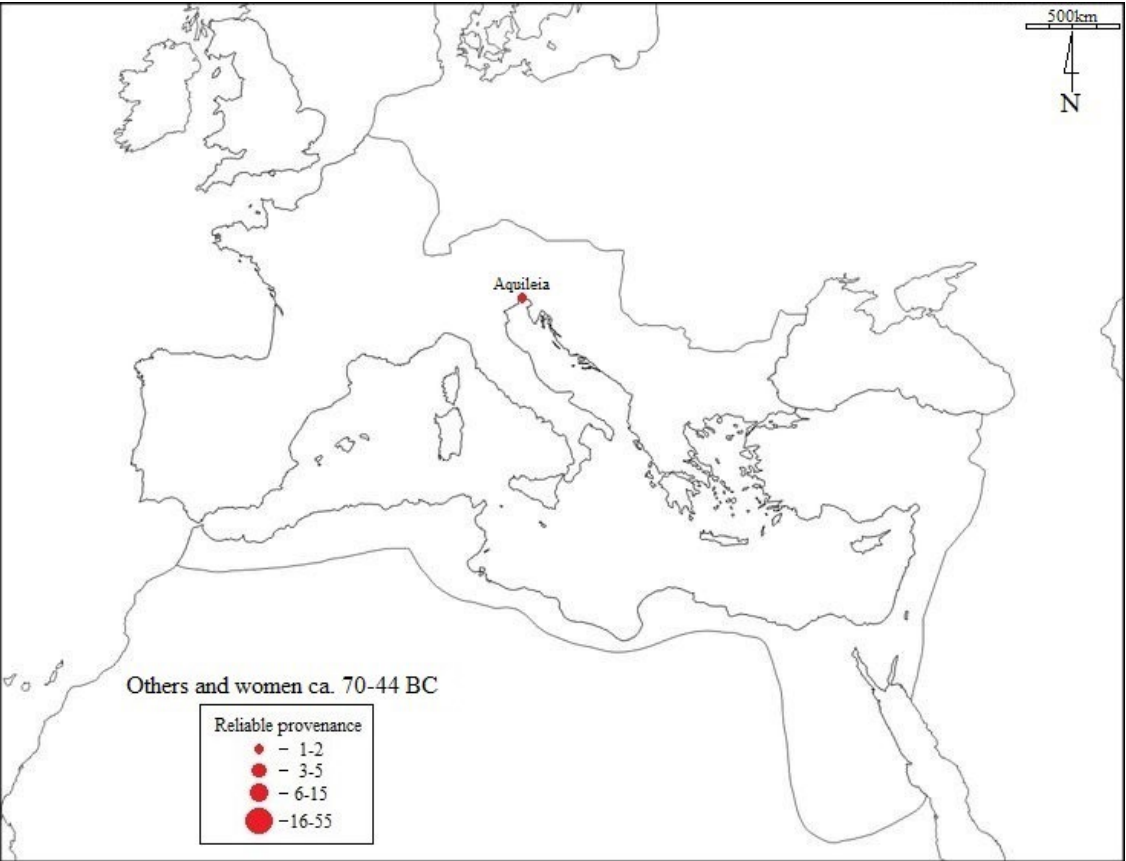 500km
N
Aquileia
Others and women ca. 70-44 BC
Reliable provenance
– 1-2
– 3-5
– 6-15
–16-55